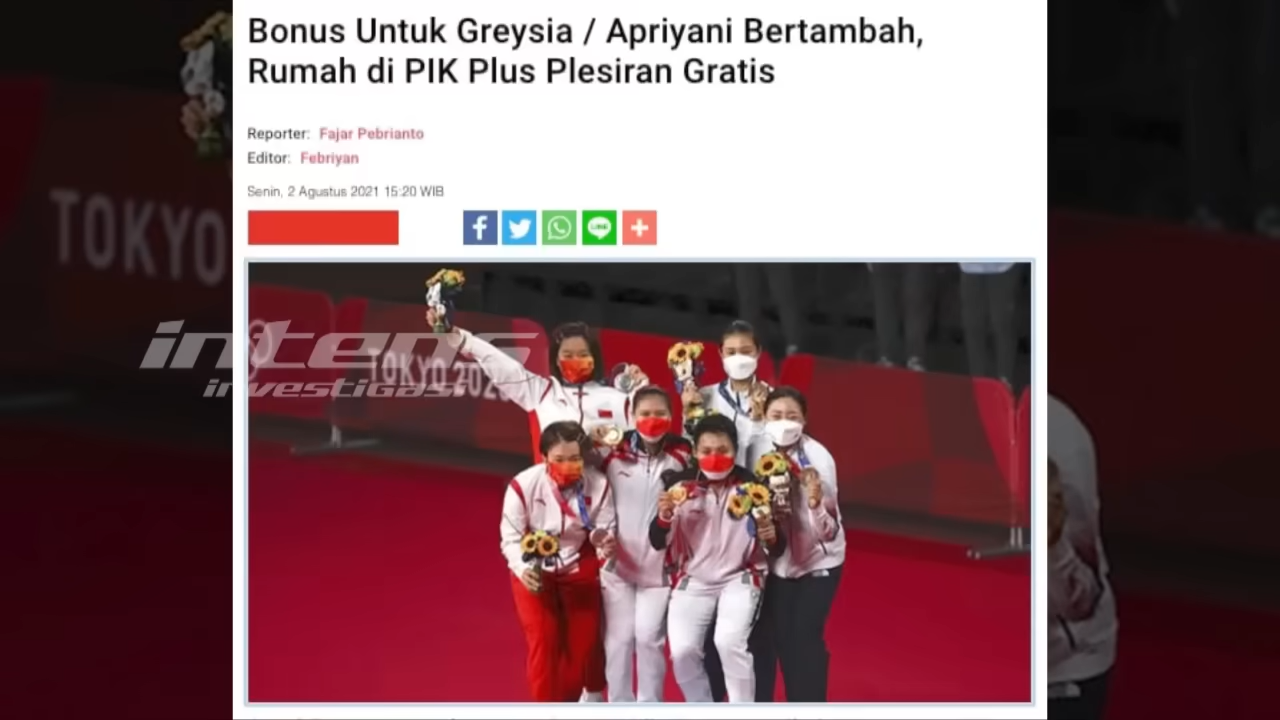 Bonus Untuk Greysia / Apriyani Bertambah,
Rumah di PIK Plus Plesiran Gratis
Reporter: Fajar Pebrianto
Editor: Febriyan
Senin, 2 Agustus 2021 15:20 WIB
LINE
TOKYO
intens
investigasi
TOKYO 2020